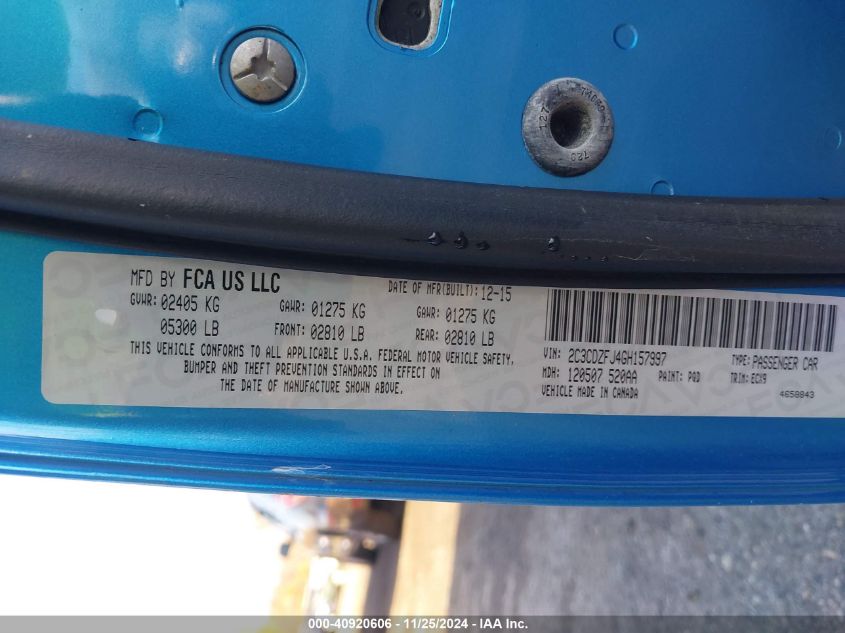 MFD BY FCA US LLC
DATE OF MFR(BUILT): 12-15
GVWR: 02405 KG
GAWR: 01275 KG
GAWR: 01275 KG
05300 LB
FRONT: 02810 LB
REAR: 02810 LB
THIS VEHICLE CONFORMS TO ALL APPLICABLE F.S.A. FEDERAL MOTOR VEHICLE SAFETY,
BUMPER AND THEFT PREVENTION STANDARDS IN EFFECT ON
THE DATE OF MANUFACTURE SHOWN ABOVE.
VIN: 2C3CDZFJ4GH157997
TYPE: PASSENGER CAR
MDH: 120507 520AA
PAINT: PQD
TRIM: ECX9
VEHICLE MADE IN CANADA
4658843
000-40920606 - 11/25/2024 - IAA Inc.